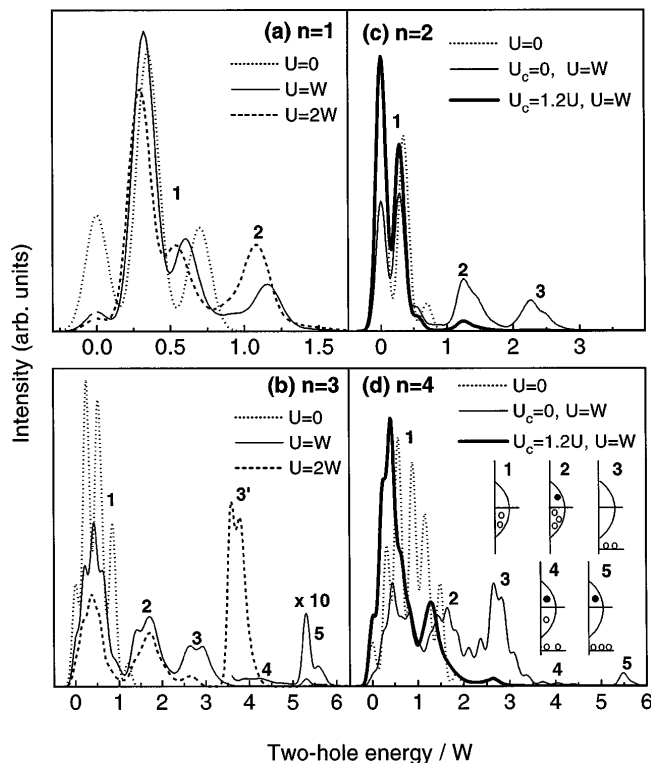 (a) n=1
U=0
U=W
U=2W
1
2
0.0 0.5 1.0 1.5
(c) n=2
U=0
U_c=0, U=W
U_c=1.2U, U=W
1
2
3
0 1 2 3
Intensity (arb. units)
(b) n=3
U=0
U=W
U=2W
1
2
3
3'
4
x 10
5
0 1 2 3 4 5 6
(d) n=4
U=0
U_c=0, U=W
U_c=1.2U, U=W
1
2
3
4
5
1 2 3
4 5
0 1 2 3 4 5 6
Two-hole energy / W